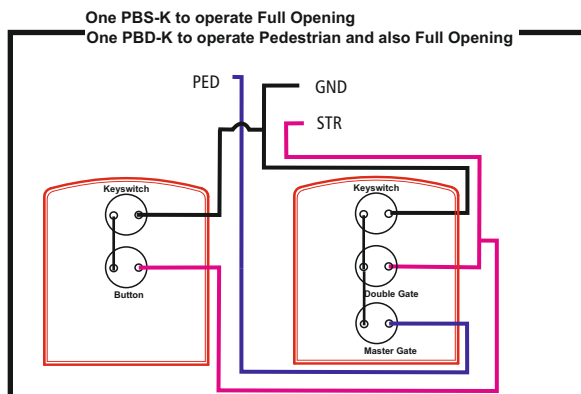 One PBS-K to operate Full Opening
One PBD-K to operate Pedestrian and also Full Opening
PED
GND
STR
Keyswitch
Button
Keyswitch
Double Gate
Master Gate